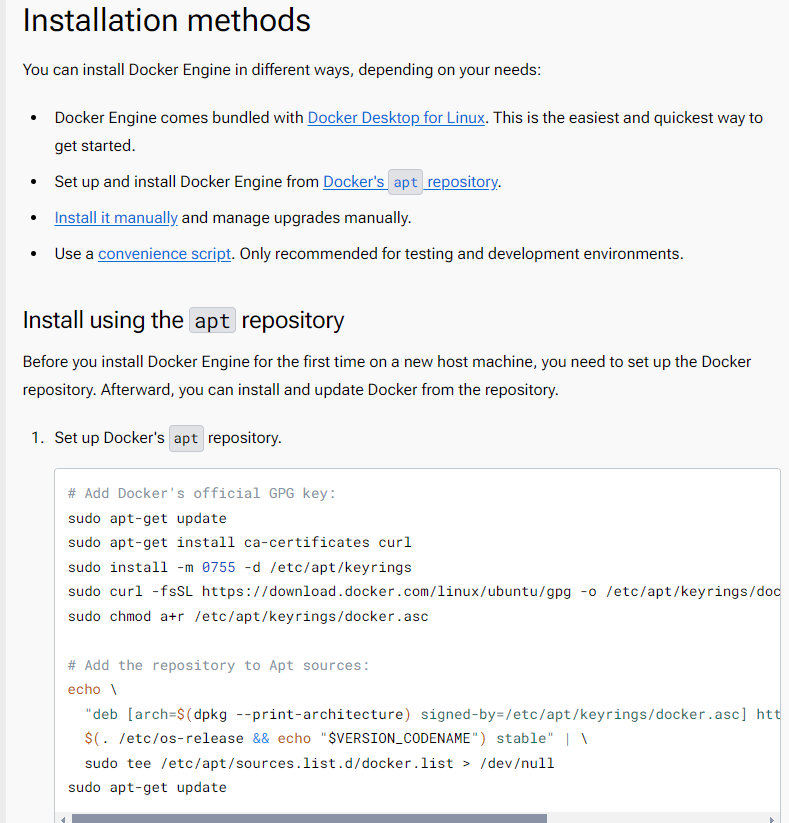 Installation methods
You can install Docker Engine in different ways, depending on your needs:
• Docker Engine comes bundled with Docker Desktop for Linux. This is the easiest and quickest way to
get started.
• Set up and install Docker Engine from Docker's apt repository.
• Install it manually and manage upgrades manually.
• Use a convenience script. Only recommended for testing and development environments.
Install using the apt repository
Before you install Docker Engine for the first time on a new host machine, you need to set up the Docker
repository. Afterward, you can install and update Docker from the repository.
1. Set up Docker's apt repository.
# Add Docker's official GPG key:
sudo apt-get update
sudo apt-get install ca-certificates curl
sudo install -m 0755 -d /etc/apt/keyrings
sudo curl -fsSL https://download.docker.com/linux/ubuntu/gpg -o /etc/apt/keyrings/doc
sudo chmod a+r /etc/apt/keyrings/docker.asc
# Add the repository to Apt sources:
echo \
"deb [arch=$(dpkg --print-architecture) signed-by=/etc/apt/keyrings/docker.asc] htt
$(. /etc/os-release && echo "$VERSION_CODENAME") stable" | \
sudo tee /etc/apt/sources.list.d/docker.list > /dev/null
sudo apt-get update